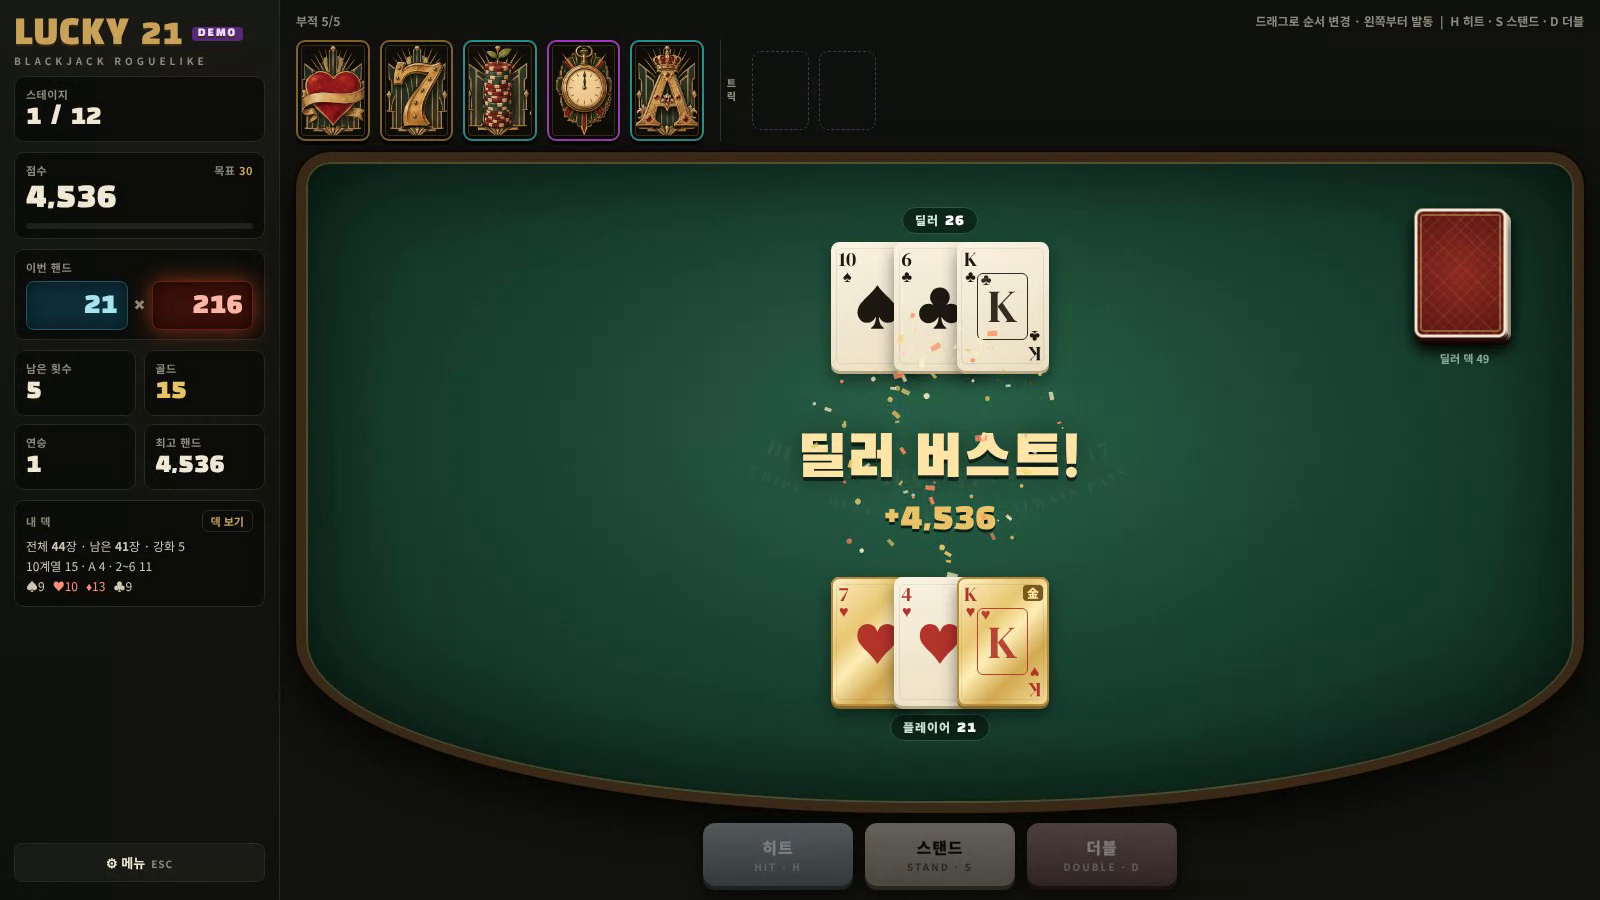 LUCKY 21 DEMO
BLACKJACK ROGUELIKE
스테이지
1 / 12
점수 목표 30
4,536
이번 핸드
21 × 216
남은 횟수
5
골드
15
연승
1
최고 핸드
4,536
내 덱 덱 보기
전체 44장 · 남은 41장 · 강화 5
10계열 15 · A 4 · 2~6 11
♠9 ♥10 ♦13 ♣9
⚙ 메뉴 ESC
부적 5/5
드래그로 순서 변경 · 왼쪽부터 발동 | H 히트 · S 스탠드 · D 더블
7
A
트릭
딜러 26
10 6 K
K
K
딜러 덱 49
딜러 버스트!
+4,536
7 4 K 金
K
K
플레이어 21
히트
HIT · H
스탠드
STAND · S
더블
DOUBLE · D